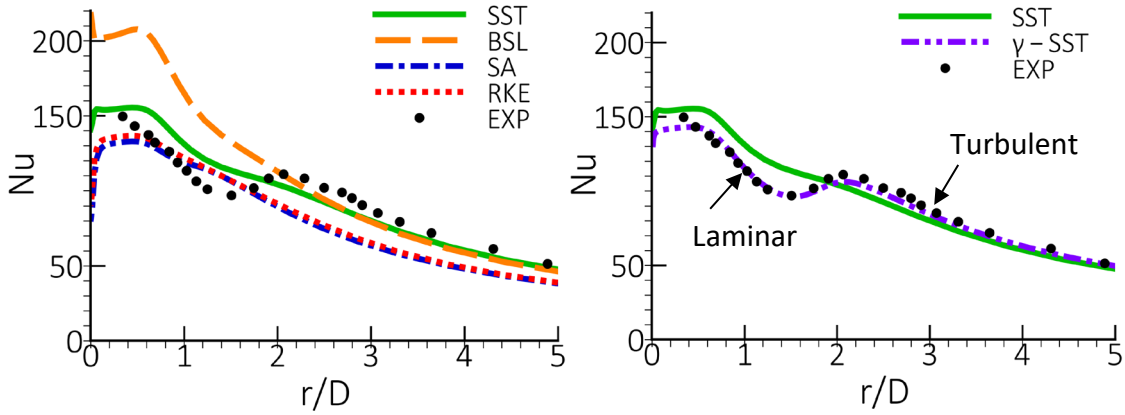 200
150
50
0
Nu
0
1
2
3
4
5
r/D
SST
BSL
SA
RKE
EXP
200
150
50
0
Nu
0
1
2
3
4
5
r/D
SST
γ – SST
EXP
Turbulent
Laminar